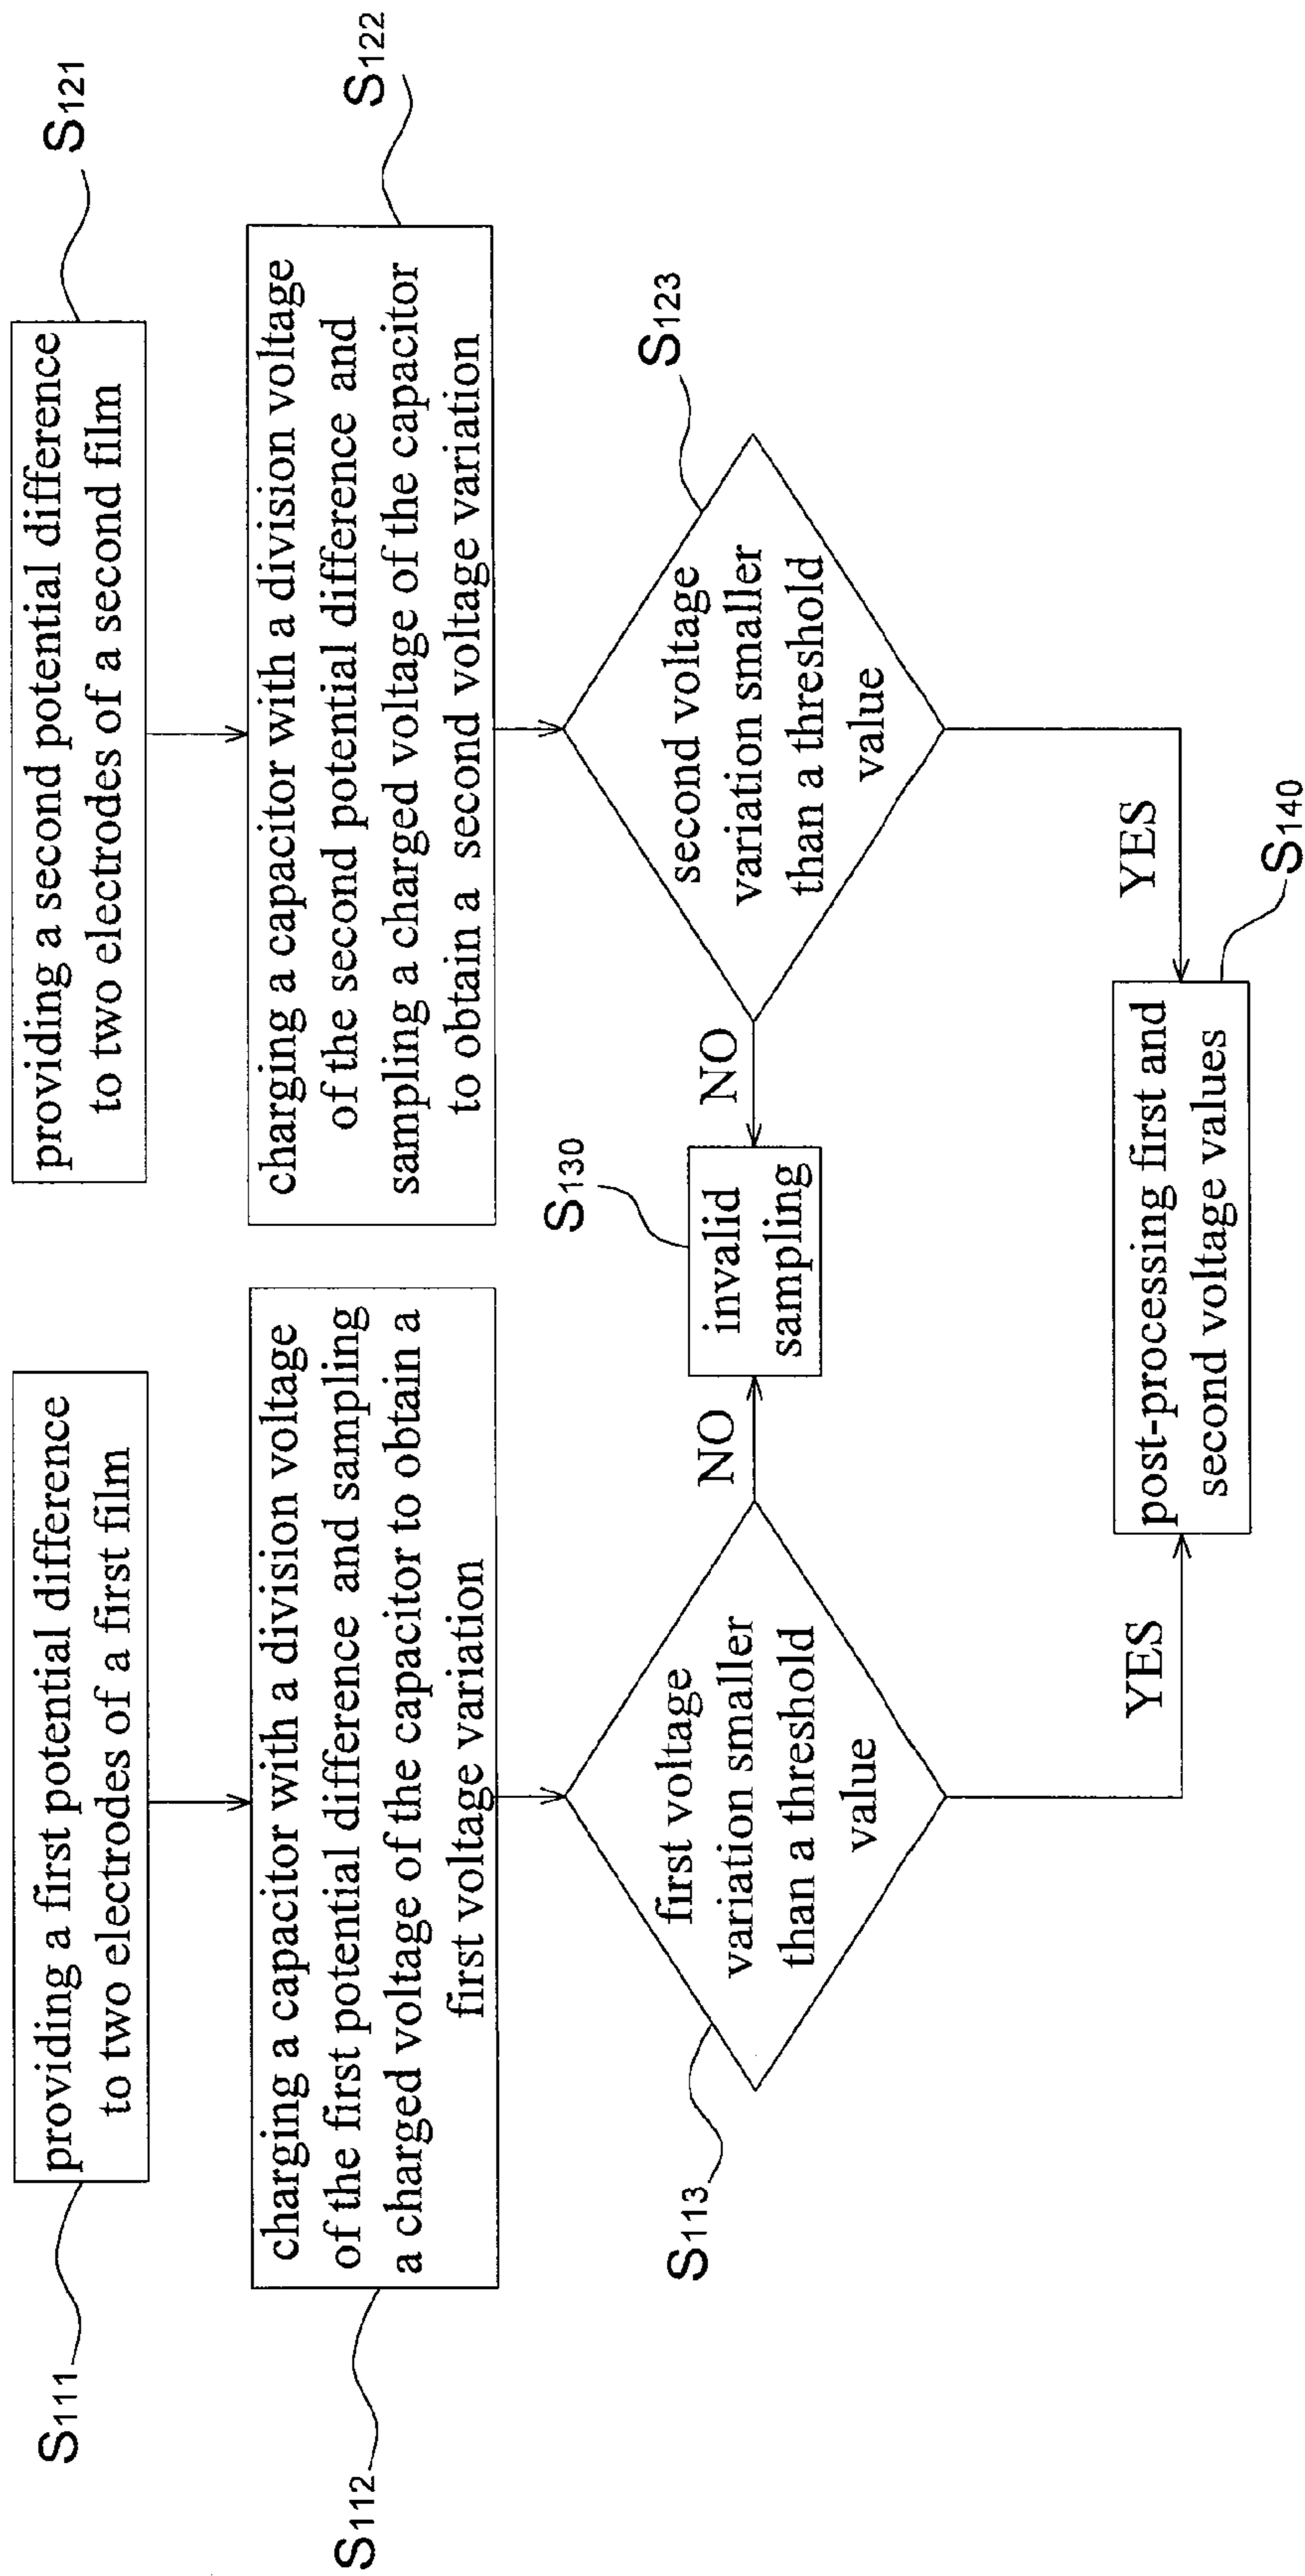 S111
providing a first potential difference
to two electrodes of a first film
S112
charging a capacitor with a division voltage
of the first potential difference and sampling
a charged voltage of the capacitor to obtain a
first voltage variation
S113
first voltage
variation smaller
than a threshold
value
NO
YES
S121
providing a second potential difference
to two electrodes of a second film
S122
charging a capacitor with a division voltage
of the second potential difference and
sampling a charged voltage of the capacitor
to obtain a second voltage variation
S123
second voltage
variation smaller
than a threshold
value
NO
YES
S130
invalid
sampling
S140
post-processing first and
second voltage values